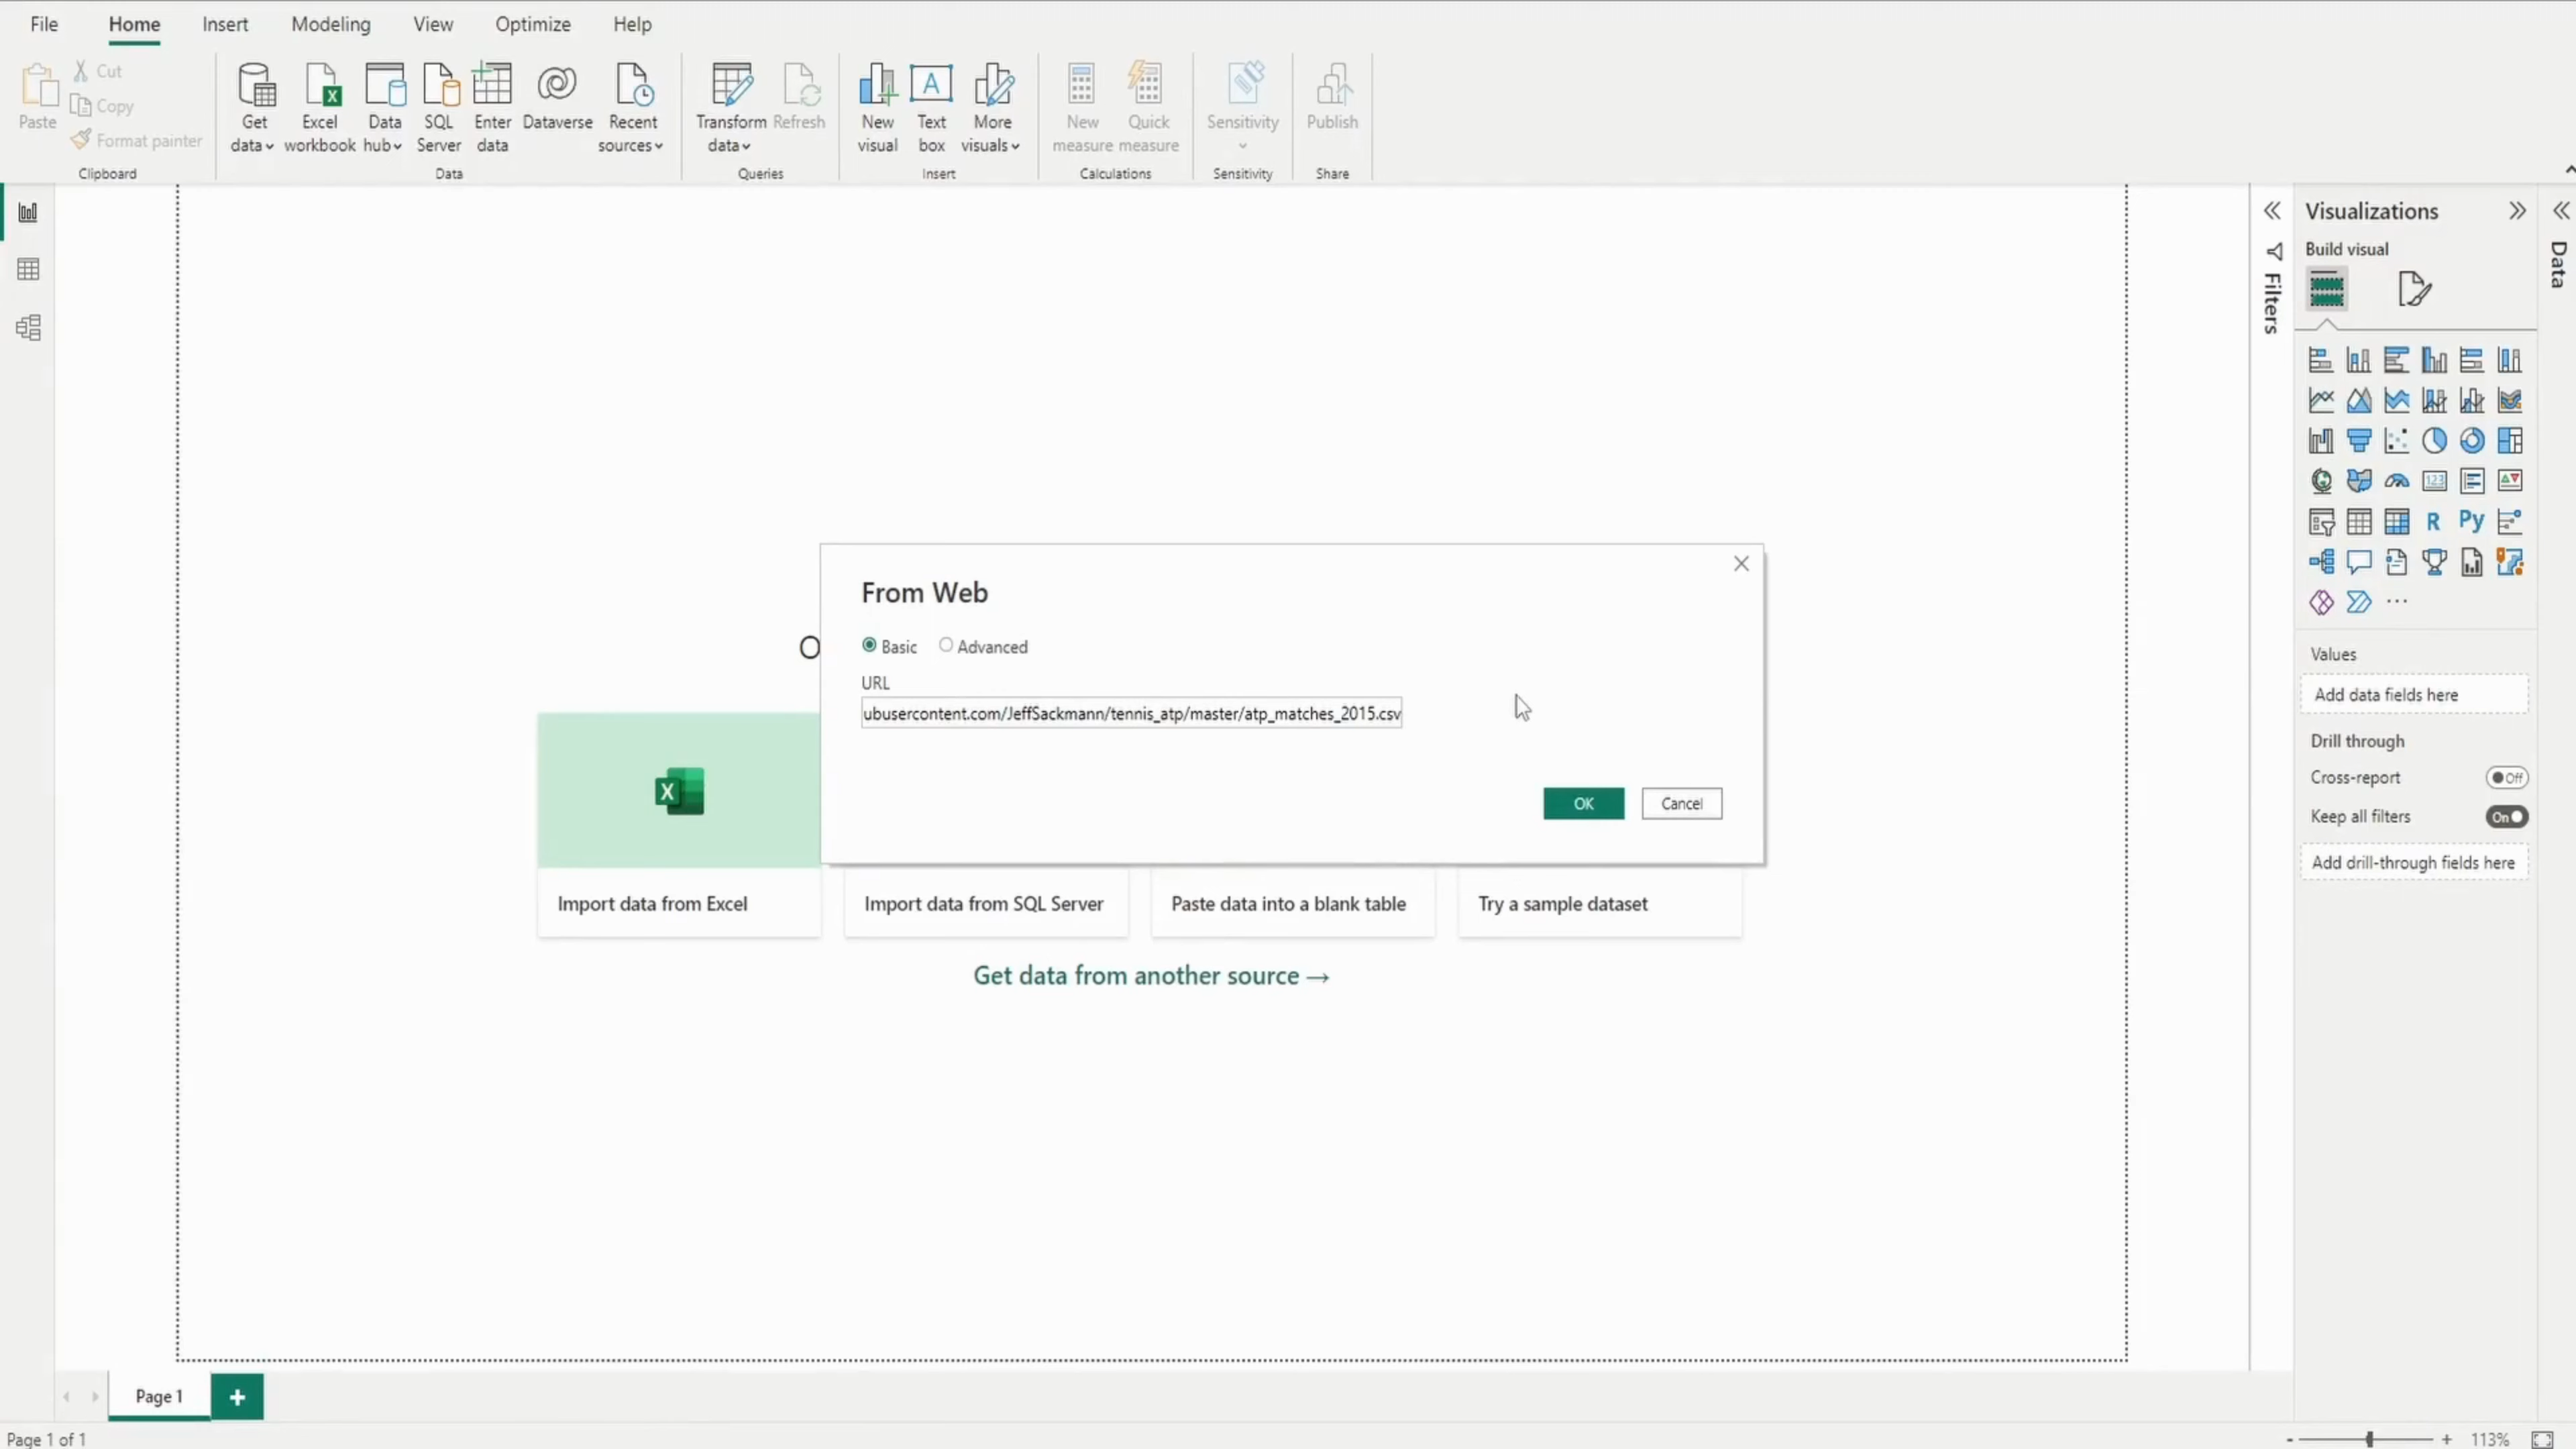 File Home Insert Modeling View Optimize Help
Paste
Cut
Copy
Format painter
Clipboard
Get data
Excel workbook
Data hub
SQL Server
Enter data
Dataverse
Recent sources
Data
Transform data
Refresh
Queries
New visual
A
Text box
More visuals
Insert
New measure
Quick measure
Calculations
Sensitivity
Sensitivity
Publish
Share
Filters
Visualizations
Build visual
123
R
Py
Values
Add data fields here
Drill through
Cross-report
Off
Keep all filters
On
Add drill-through fields here
Data
O
From Web
Basic Advanced
URL
ubusercontent.com/JeffSackmann/tennis_atp/master/atp_matches_2015.csv
OK Cancel
X
Import data from Excel
Import data from SQL Server
Paste data into a blank table
Try a sample dataset
Get data from another source →
Page 1
+
Page 1 of 1
- + 113%